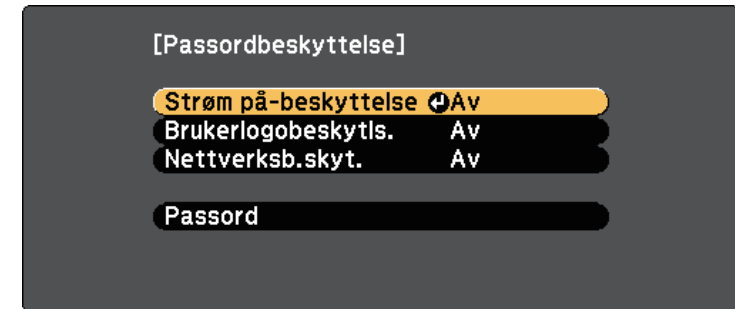 [Passordbeskyttelse]
Strøm på-beskyttelse Av
Brukerlogobeskytls. Av
Nettverksb.skyt. Av
Passord